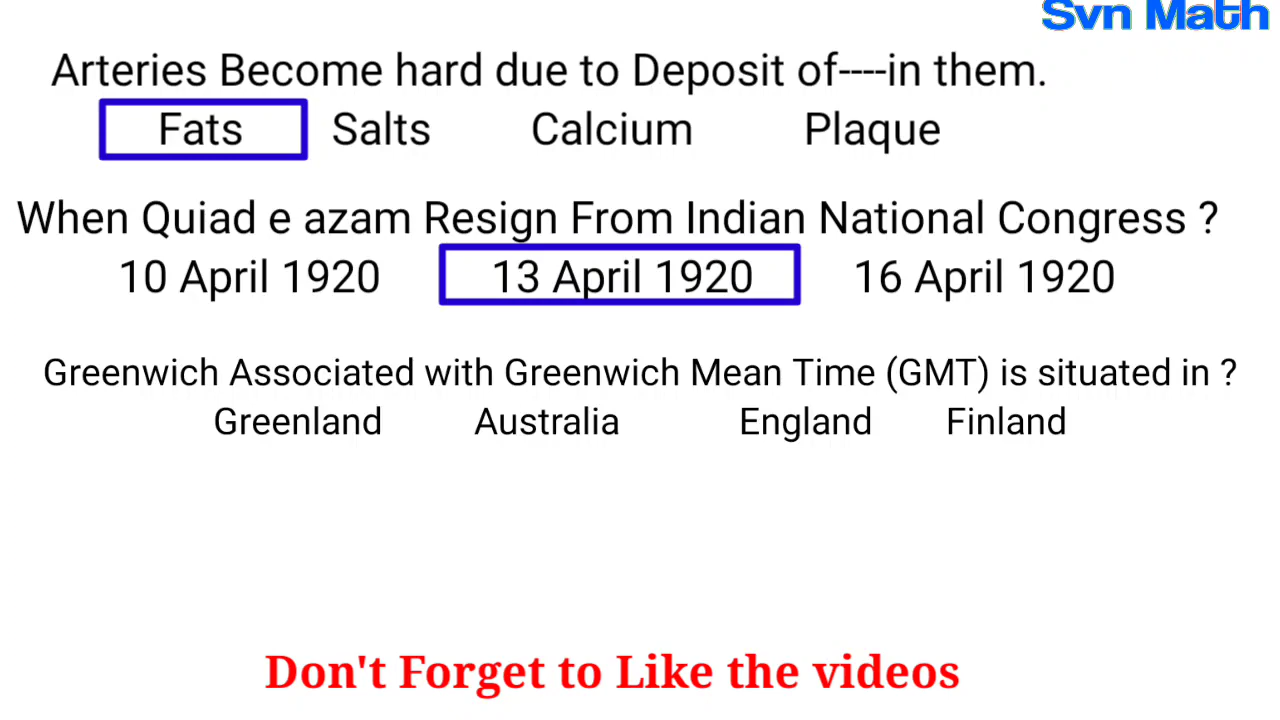 Svn Math
Arteries Become hard due to Deposit of----in them.
Fats Salts Calcium Plaque
When Quiad e azam Resign From Indian National Congress ?
10 April 1920 13 April 1920 16 April 1920
Greenwich Associated with Greenwich Mean Time (GMT) is situated in ?
Greenland Australia England Finland
Don't Forget to Like the videos